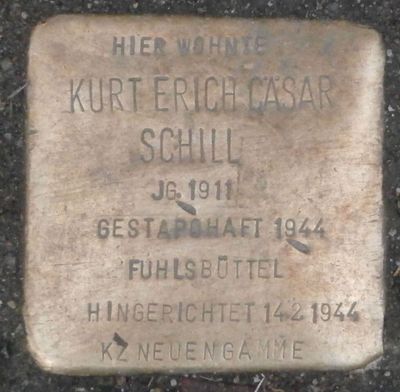 HIER WOHNTE
KURT ERICH CÄSAR
SCHILL
JG. 1911
GESTAPOHAFT 1944
FUHLSBÜTTEL
HINGERICHTET 14.2.1944
KZ NEUENGAMME